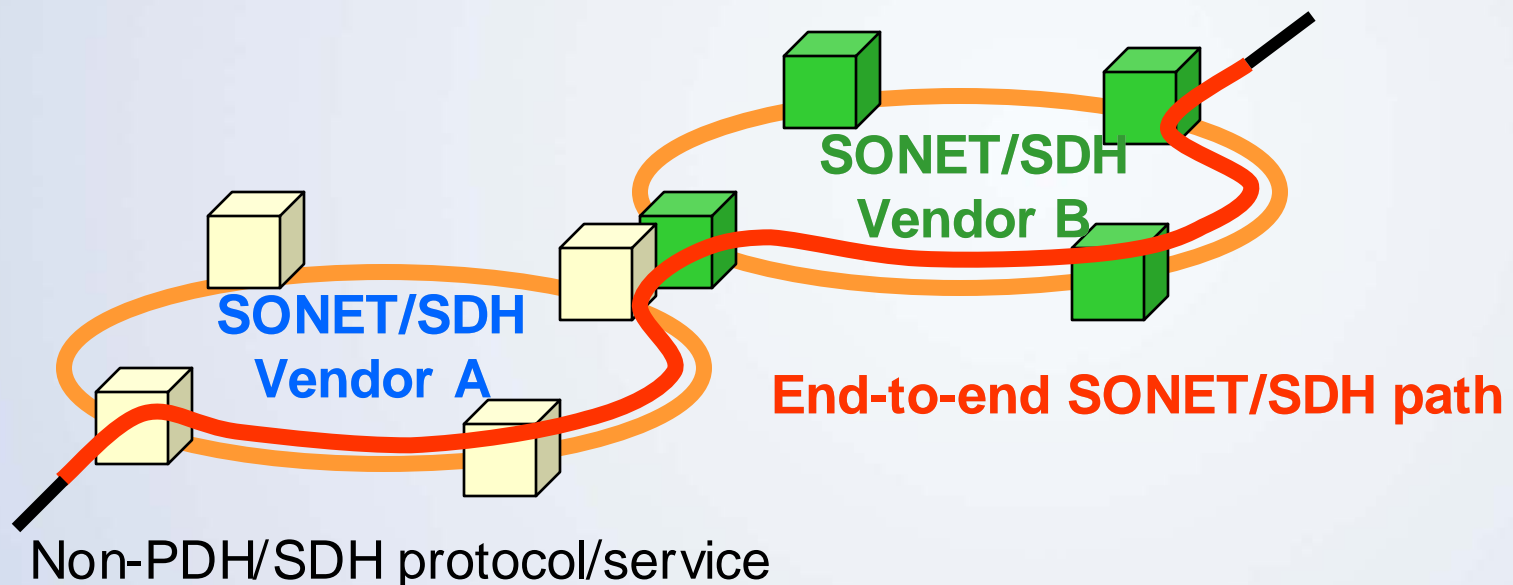 SONET/SDH
Vendor B
SONET/SDH
Vendor A
End-to-end SONET/SDH path
Non-PDH/SDH protocol/service